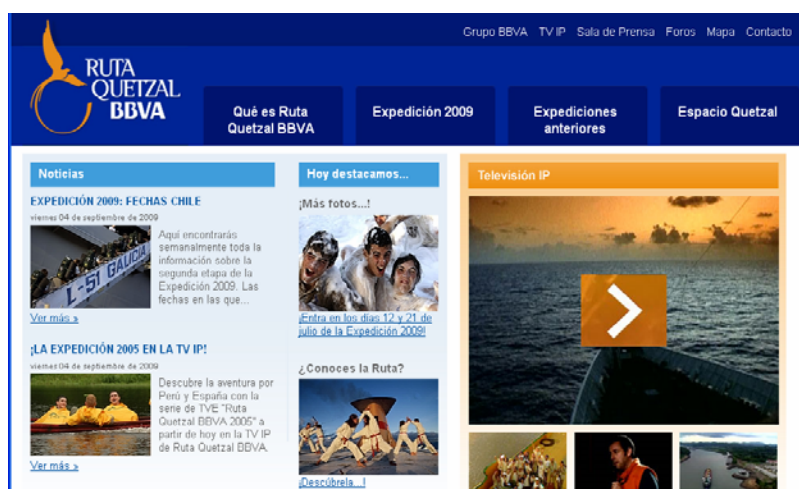 Grupo BBVA TV IP Sala de Prensa Foros Mapa Contacto
RUTA
QUETZAL
BBVA
Qué es Ruta
Quetzal BBVA
Expedición 2009
Expediciones
anteriores
Espacio Quetzal
Noticias
EXPEDICIÓN 2009: FECHAS CHILE
viernes 04 de septiembre de 2009
Aquí encontrarás
semanalmente toda la
información sobre la
segunda etapa de la
Expedición 2009. Las
fechas en las que...
L-51 GALICIA
Ver más »
¡LA EXPEDICIÓN 2005 EN LA TV IP!
viernes 04 de septiembre de 2009
Descubre la aventura por
Perú y España con la
serie de TVE "Ruta
Quetzal BBVA 2005" a
partir de hoy en la TV IP
de Ruta Quetzal BBVA.
Ver más »
Hoy destacamos...
¡Más fotos...!
¡Entra en los días 12 y 21 de
julio de la Expedición 2009!
¿Conoces la Ruta?
¡Descúbrela...!
Televisión IP